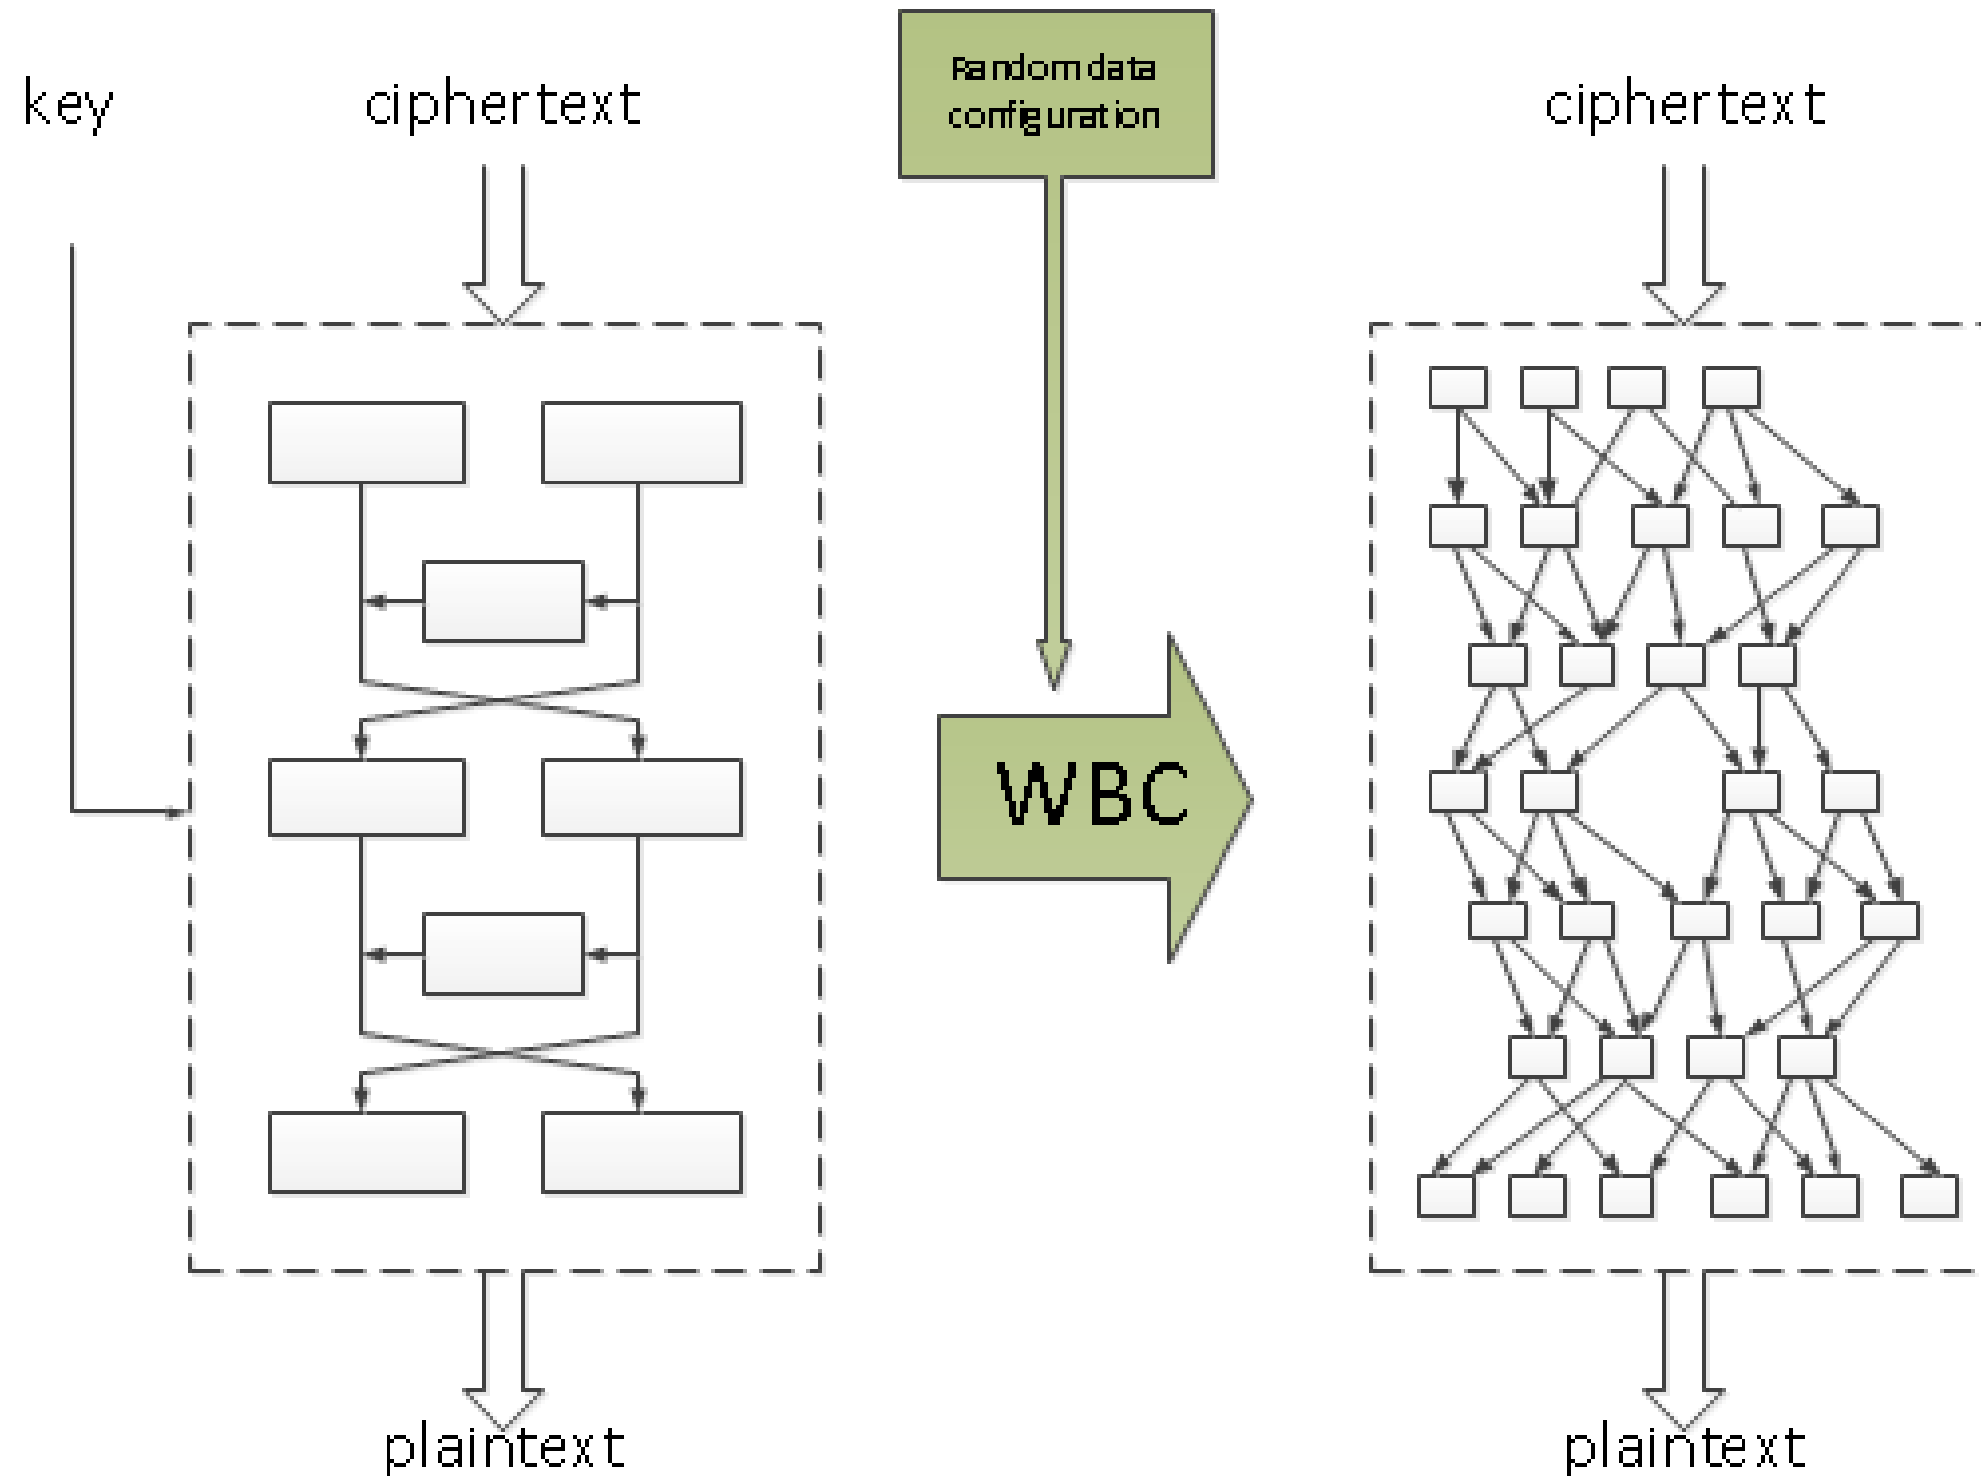 key
ciphertext
Random data
configuration
ciphertext
WBC
plaintext
plaintext